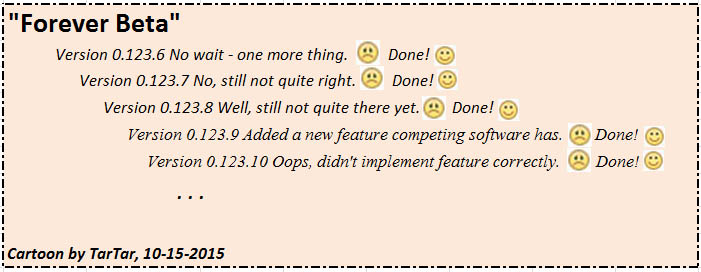 "Forever Beta"
Version 0.123.6 No wait - one more thing. Done!
Version 0.123.7 No, still not quite right. Done!
Version 0.123.8 Well, still not quite there yet. Done!
Version 0.123.9 Added a new feature competing software has. Done!
Version 0.123.10 Oops, didn't implement feature correctly. Done!
. . .
Cartoon by TarTar, 10-15-2015